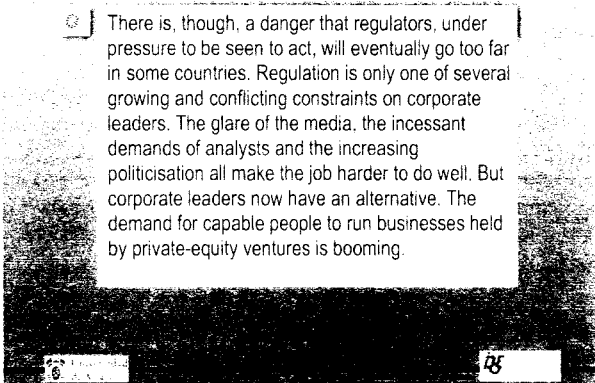 There is, though, a danger that regulators, under
pressure to be seen to act, will eventually go too far
in some countries. Regulation is only one of several
growing and conflicting constraints on corporate
leaders. The glare of the media, the incessant
demands of analysts and the increasing
politicisation all make the job harder to do well. But
corporate leaders now have an alternative. The
demand for capable people to run businesses held
by private-equity ventures is booming.